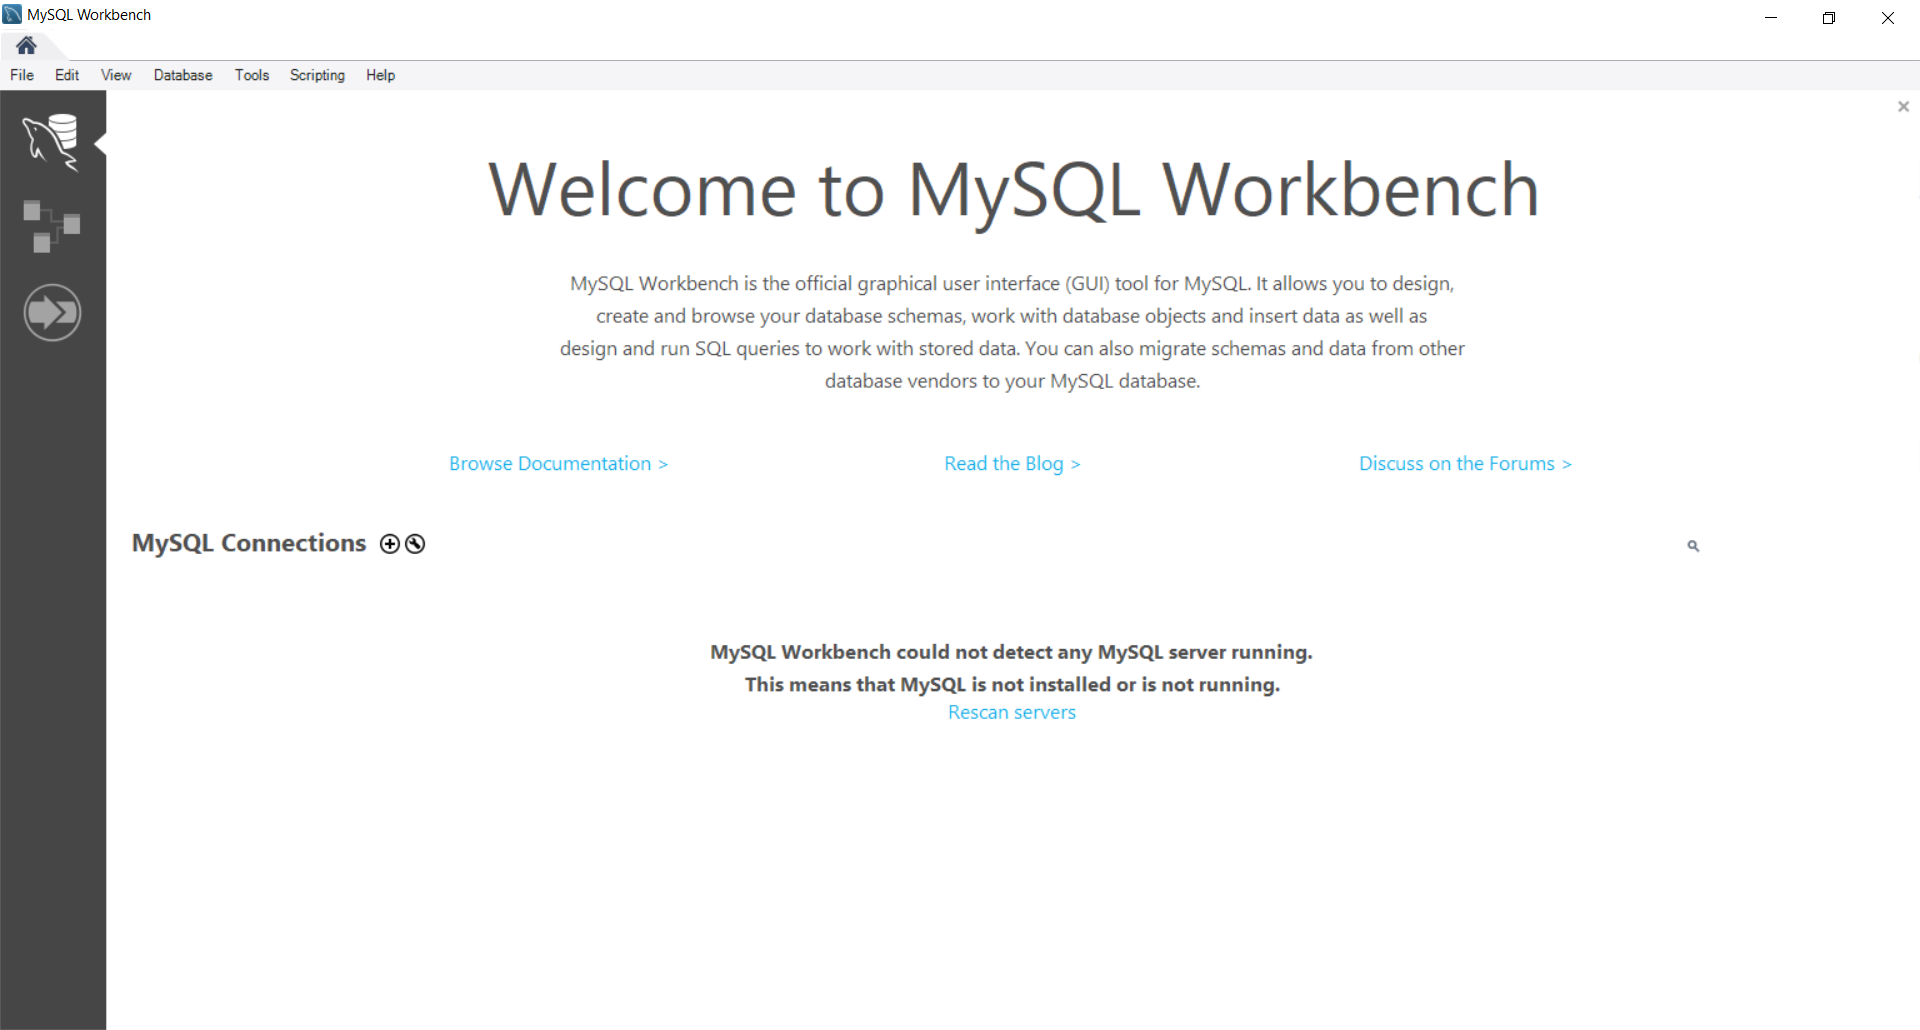 MySQL Workbench
File Edit View Database Tools Scripting Help
Welcome to MySQL Workbench
MySQL Workbench is the official graphical user interface (GUI) tool for MySQL. It allows you to design,
create and browse your database schemas, work with database objects and insert data as well as
design and run SQL queries to work with stored data. You can also migrate schemas and data from other
database vendors to your MySQL database.
Browse Documentation > Read the Blog > Discuss on the Forums >
MySQL Connections
MySQL Workbench could not detect any MySQL server running.
This means that MySQL is not installed or is not running.
Rescan servers